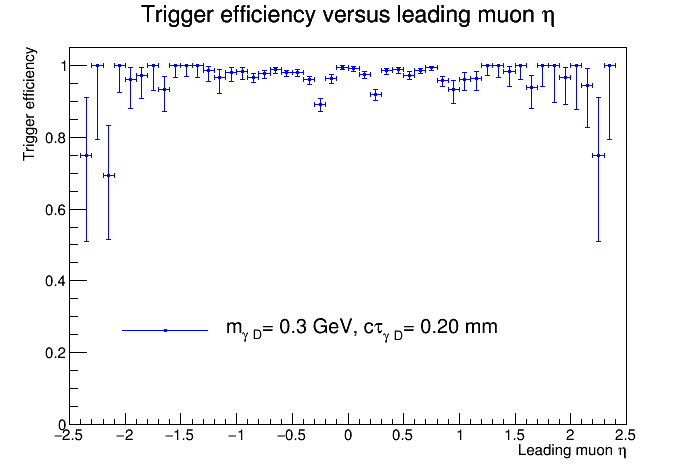 Trigger efficiency versus leading muon η
Trigger efficiency
1
0.8
0.6
0.4
0.2
0
mγ D= 0.3 GeV, cτγ D= 0.20 mm
−2.5 −2 −1.5 −1 −0.5 0 0.5 1 1.5 2 2.5
Leading muon η